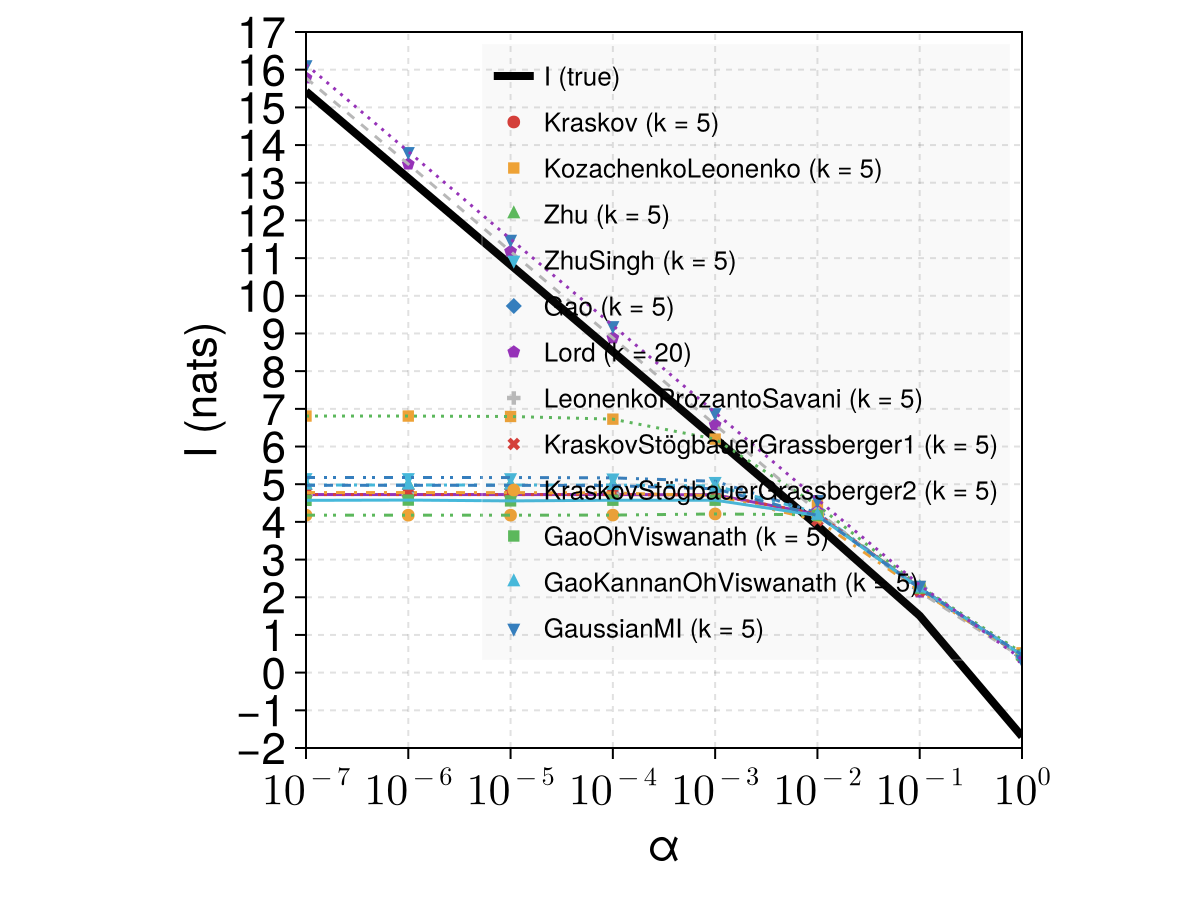 17
16
15
14
13
12
11
10
9
8
7
6
5
4
3
2
1
0
−1
−2
I (nats)
I (true)
Kraskov (k = 5)
KozachenkoLeonenko (k = 5)
Zhu (k = 5)
ZhuSingh (k = 5)
Gao (k = 5)
Lord (k = 20)
LeonenkoProzantoSavani (k = 5)
KraskovStögbauerGrassberger1 (k = 5)
KraskovStögbauerGrassberger2 (k = 5)
GaoOhViswanath (k = 5)
GaoKannanOhViswanath (k = 5)
GaussianMI (k = 5)
10⁻⁷ 10⁻⁶ 10⁻⁵ 10⁻⁴ 10⁻³ 10⁻² 10⁻¹ 10⁰
α